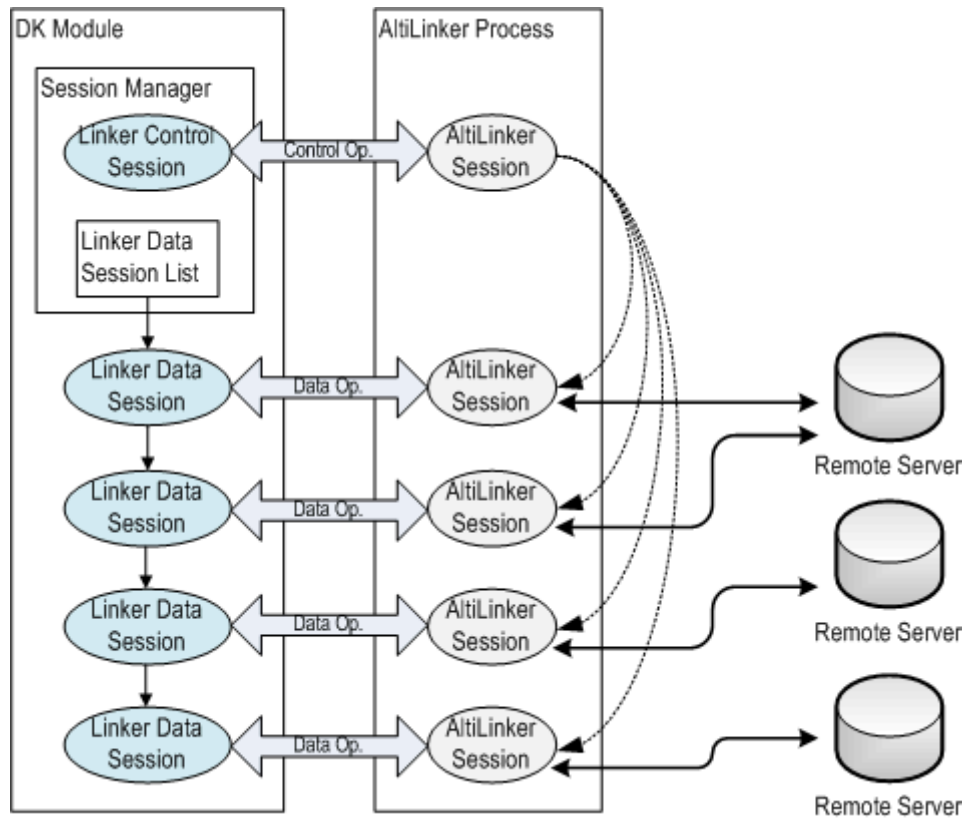 DK Module
AltiLinker Process
Session Manager
Linker Control
Session
Control Op.
AltiLinker
Session
Linker Data
Session List
Linker Data
Session
Data Op.
AltiLinker
Session
Remote Server
Linker Data
Session
Data Op.
AltiLinker
Session
Linker Data
Session
Data Op.
AltiLinker
Session
Remote Server
Linker Data
Session
Data Op.
AltiLinker
Session
Remote Server